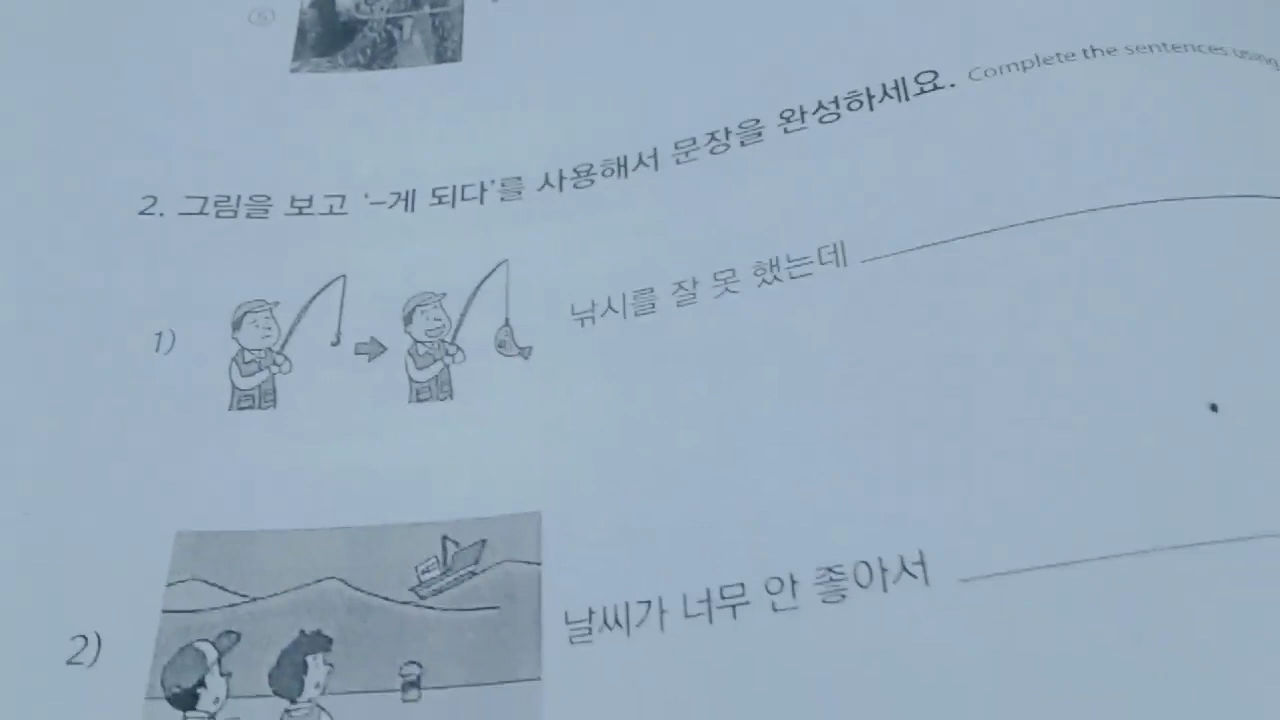 ⑤
2. 그림을 보고 '-게 되다'를 사용해서 문장을 완성하세요. Complete the sentences using
1) 낚시를 잘 못 했는데
2) 날씨가 너무 안 좋아서